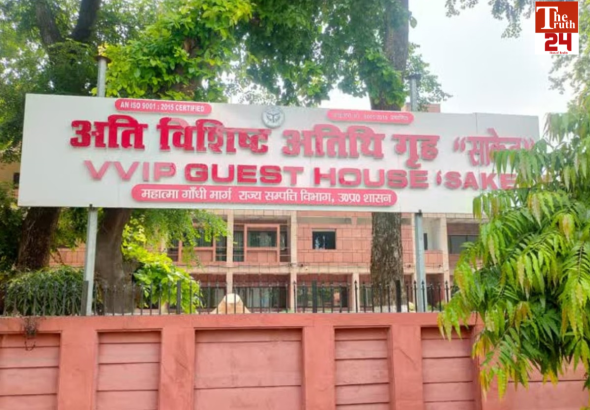 The
Truth
24
AN ISO 9001 : 2015 CERTIFIED
अति विशिष्ट अतिथि गृह "साकेत"
VVIP GUEST HOUSE 'SAKE
महात्मा गाँधी मार्ग राज्य सम्पत्ति विभाग, उ०प्र० शासन